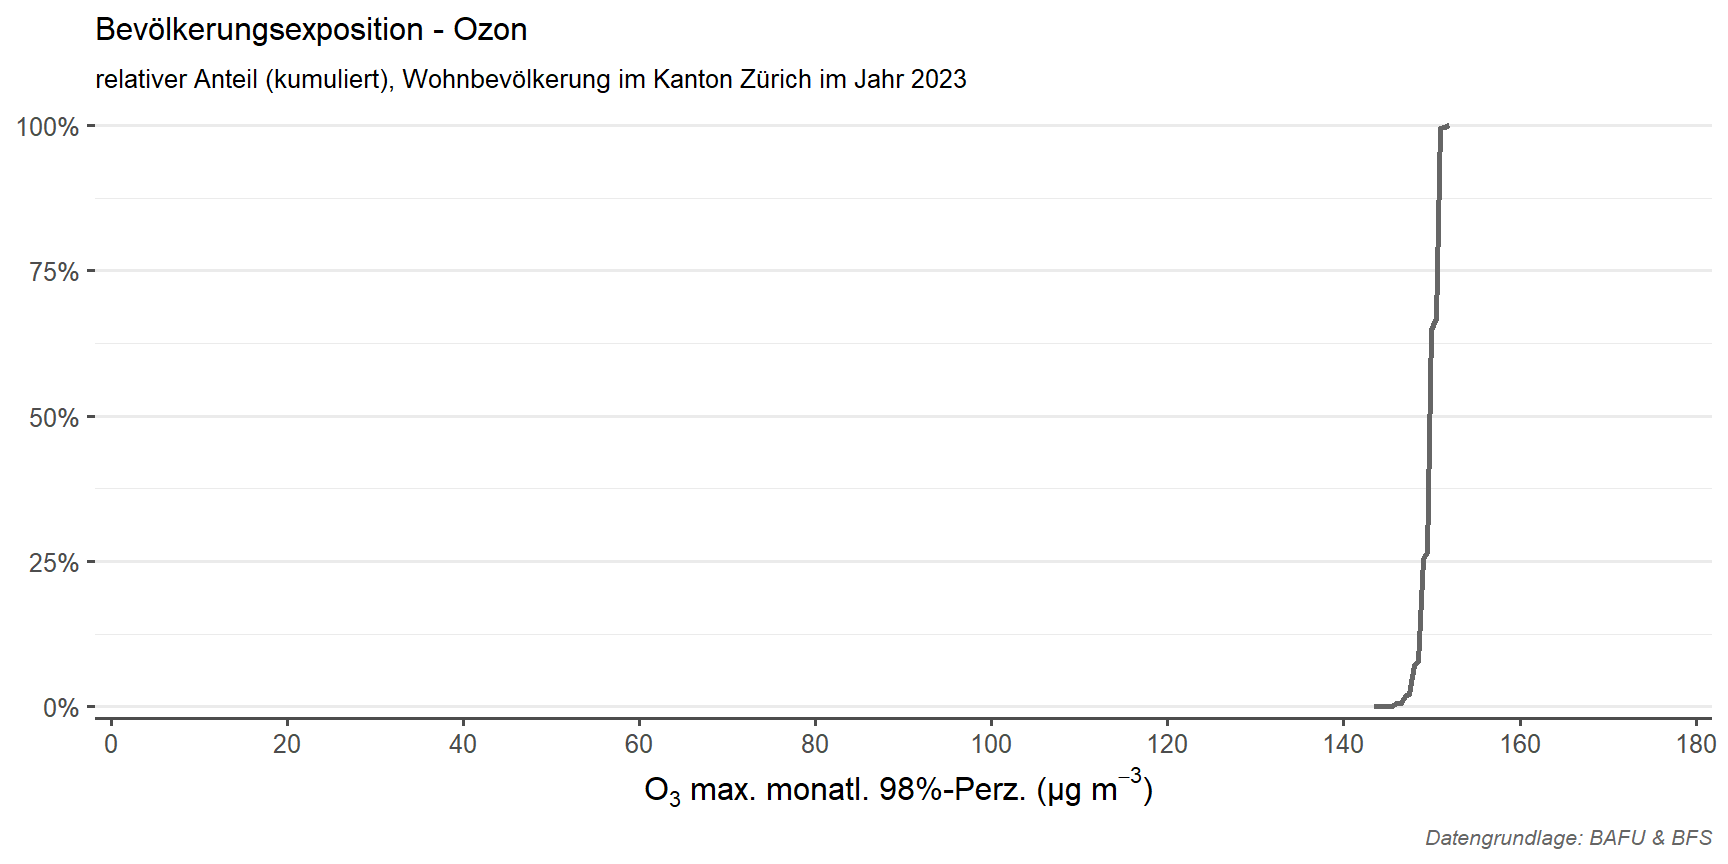 Bevölkerungsexposition - Ozon
relativer Anteil (kumuliert), Wohnbevölkerung im Kanton Zürich im Jahr 2023
100%
75%
50%
25%
0%
0 20 40 60 80 100 120 140 160 180
O₃ max. monatl. 98%-Perz. (µg m⁻³)
Datengrundlage: BAFU & BFS